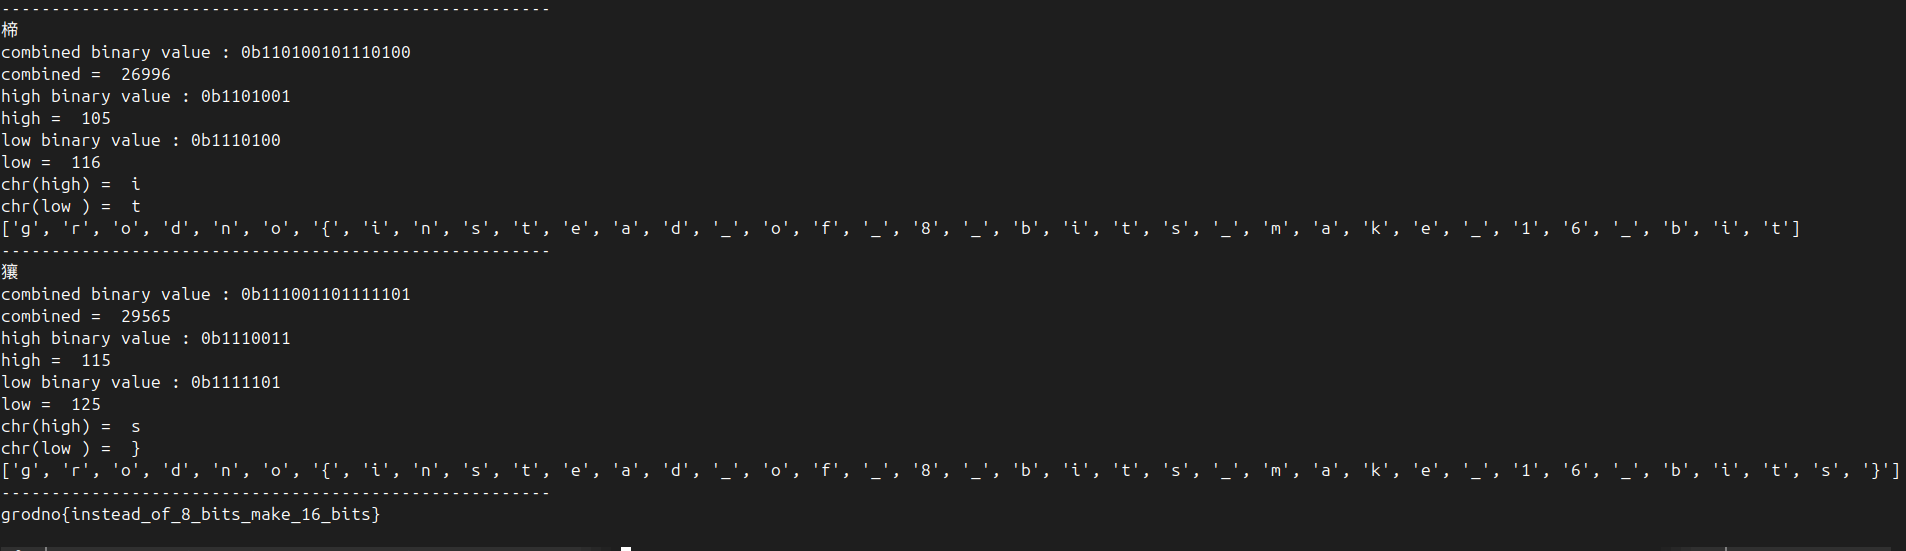 -------------------------------------------------------
楴
combined binary value : 0b110100101110100
combined =  26996
high binary value : 0b1101001
high =  105
low binary value : 0b1110100
low =  116
chr(high) =  i
chr(low ) =  t
['g', 'r', 'o', 'd', 'n', 'o', '{', 'i', 'n', 's', 't', 'e', 'a', 'd', '_', 'o', 'f', '_', '8', '_', 'b', 'i', 't', 's', '_', 'm', 'a', 'k', 'e', '_', '1', '6', '_', 'b', 'i', 't']
-------------------------------------------------------
獽
combined binary value : 0b111001101111101
combined =  29565
high binary value : 0b1110011
high =  115
low binary value : 0b1111101
low =  125
chr(high) =  s
chr(low ) =  }
['g', 'r', 'o', 'd', 'n', 'o', '{', 'i', 'n', 's', 't', 'e', 'a', 'd', '_', 'o', 'f', '_', '8', '_', 'b', 'i', 't', 's', '_', 'm', 'a', 'k', 'e', '_', '1', '6', '_', 'b', 'i', 't', 's', '}']
-------------------------------------------------------
grodno{instead_of_8_bits_make_16_bits}